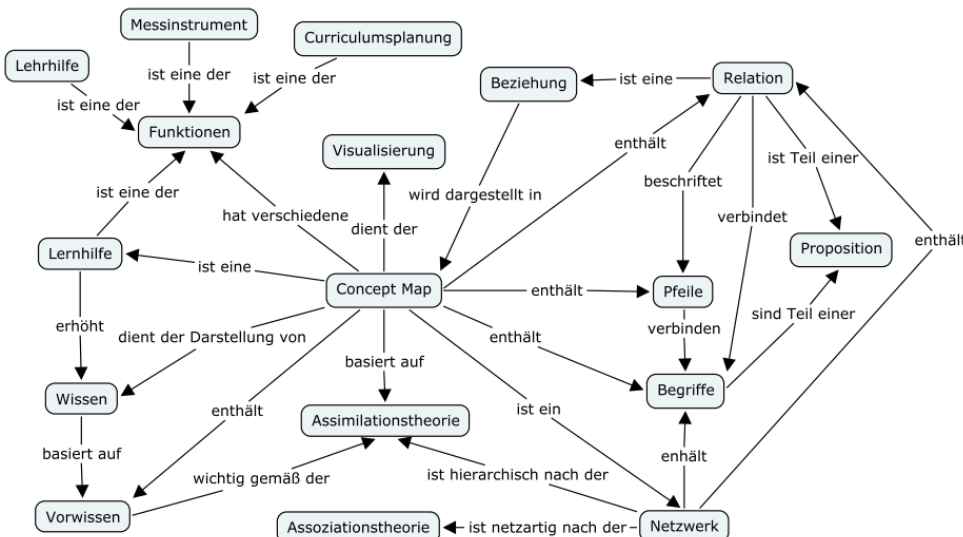 Messinstrument
Curriculumsplanung
Lehrhilfe
ist eine der
ist eine der
ist eine der
Funktionen
Beziehung
ist eine
Relation
Visualisierung
enthält
ist Teil einer
ist eine der
beschriftet
wird dargestellt in
hat verschiedene
verbindet
dient der
Lernhilfe
Proposition
enthält
ist eine
Concept Map
enthält
Pfeile
sind Teil einer
erhöht
dient der Darstellung von
enthält
verbinden
basiert auf
Wissen
Begriffe
enthält
ist ein
Assimilationstheorie
basiert auf
enhält
wichtig gemäß der
ist hierarchisch nach der
Vorwissen
Assoziationstheorie
ist netzartig nach der
Netzwerk